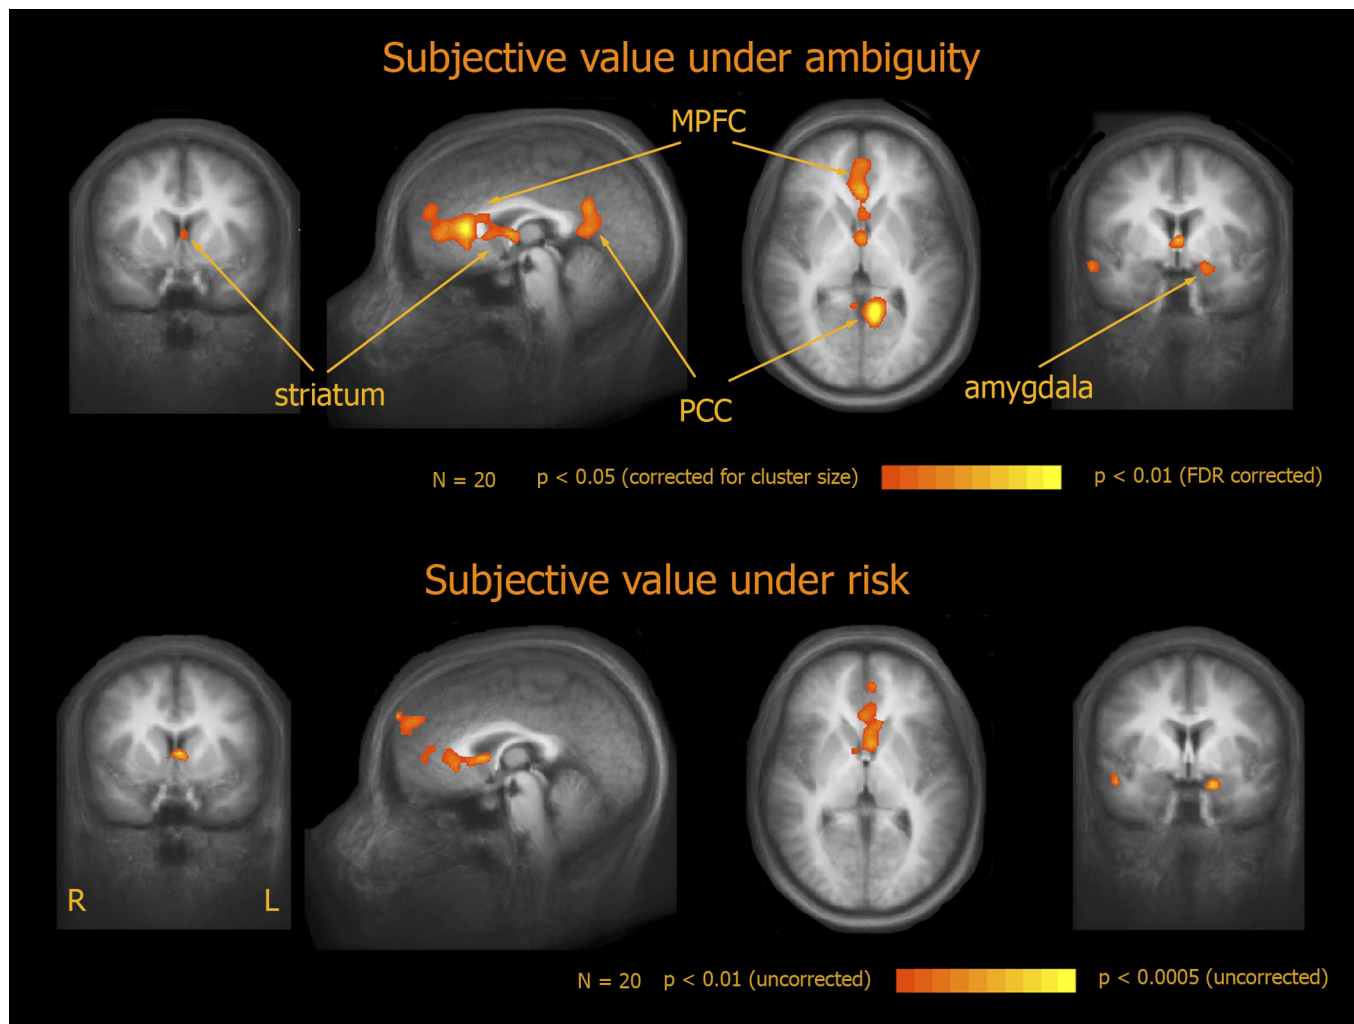 Subjective value under ambiguity
MPFC
striatum
PCC
amygdala
N = 20 p < 0.05 (corrected for cluster size) p < 0.01 (FDR corrected)
Subjective value under risk
R L
N = 20 p < 0.01 (uncorrected) p < 0.0005 (uncorrected)